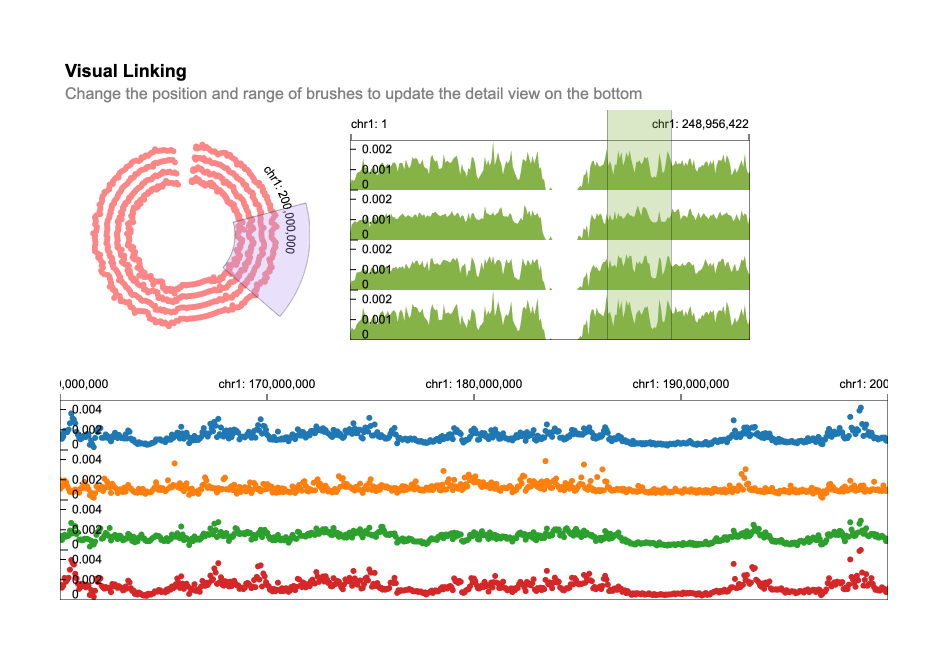 Visual Linking
Change the position and range of brushes to update the detail view on the bottom
chr1: 1
chr1: 248,956,422
chr1: 200,000,000
0.002
0.001
0
0.002
0.001
0
0.002
0.001
0
0.002
0.001
0
0,000,000
chr1: 170,000,000
chr1: 180,000,000
chr1: 190,000,000
chr1: 200
0.004
0.002
0
0.004
0.002
0
0.004
0.002
0
0.004
0.002
0